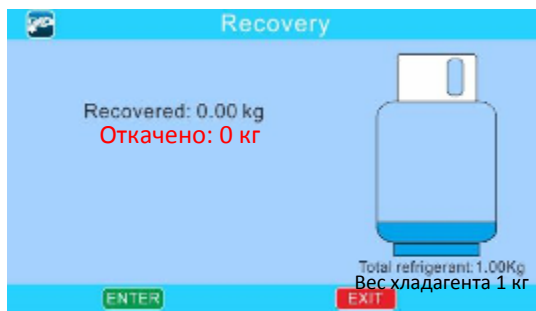 Recovery
Recovered: 0.00 kg
Откачено: 0 кг
Total refrigerant: 1.00Kg
Вес хладагента 1 кг
ENTER
EXIT